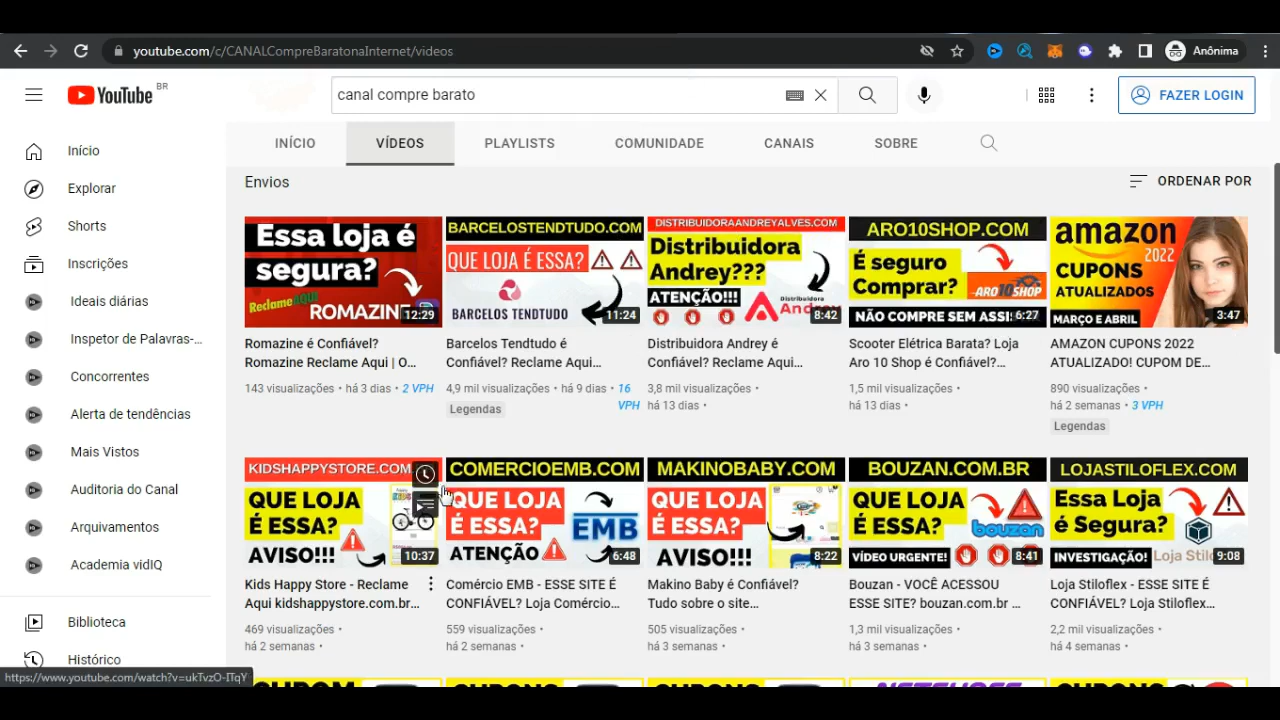 youtube.com/c/CANALCompreBaratonaInternet/videos
Anônima
YouTube BR
canal compre barato
FAZER LOGIN
INÍCIO VÍDEOS PLAYLISTS COMUNIDADE CANAIS SOBRE
Início
Explorar
Shorts
Inscrições
Ideais diárias
Inspetor de Palavras-...
Concorrentes
Alerta de tendências
Mais Vistos
Auditoria do Canal
Arquivamentos
Academia vidIQ
Biblioteca
Histórico
https://www.youtube.com/watch?v=ukTvzO-ITqY
Envios
ORDENAR POR
Essa loja é
segura?
ReclameAQUI
ROMAZINE
12:29
Romazine é Confiável?
Romazine Reclame Aqui | O...
143 visualizações • há 3 dias • 2 VPH
BARCELOSTENDTUDO.COM
QUE LOJA É ESSA?
BARCELOS TENDTUDO
11:24
Barcelos Tendtudo é
Confiável? Reclame Aqui...
4,9 mil visualizações • há 9 dias • 16
VPH
Legendas
DISTRIBUIDORAANDREYALVES.COM
Distribuidora
Andrey???
ATENÇÃO!!!
Distribuidora
Andrey
8:42
Distribuidora Andrey é
Confiável? Reclame Aqui...
3,8 mil visualizações •
há 13 dias •
ARO10SHOP.COM
É seguro
Comprar?
ARO10SHOP
NÃO COMPRE SEM ASSI
6:27
Scooter Elétrica Barata? Loja
Aro 10 Shop é Confiável?...
1,5 mil visualizações •
há 13 dias •
amazon
2022
CUPONS
ATUALIZADOS
MARÇO E ABRIL
3:47
AMAZON CUPONS 2022
ATUALIZADO! CUPOM DE...
890 visualizações •
há 2 semanas • 3 VPH
Legendas
KIDSHAPPYSTORE.COM
QUE LOJA
É ESSA?
AVISO!!!
10:37
Kids Happy Store - Reclame
Aqui kidshappystore.com.br...
469 visualizações •
há 2 semanas •
COMERCIOEMB.COM
QUE LOJA
É ESSA?
EMB
ATENÇÃO
6:48
Comércio EMB - ESSE SITE É
CONFIÁVEL? Loja Comércio...
559 visualizações •
há 2 semanas •
MAKINOBABY.COM
QUE LOJA
É ESSA?
AVISO!!!
8:22
Makino Baby é Confiável?
Tudo sobre o site...
505 visualizações •
há 3 semanas •
BOUZAN.COM.BR
QUE LOJA
É ESSA?
bouzan
VÍDEO URGENTE!
8:41
Bouzan - VOCÊ ACESSOU
ESSE SITE? bouzan.com.br ...
1,3 mil visualizações •
há 3 semanas •
LOJASTILOFLEX.COM
Essa Loja
é Segura?
INVESTIGAÇÃO!
Loja Stilo
9:08
Loja Stiloflex - ESSE SITE É
CONFIÁVEL? Loja Stiloflex...
2,2 mil visualizações •
há 4 semanas •